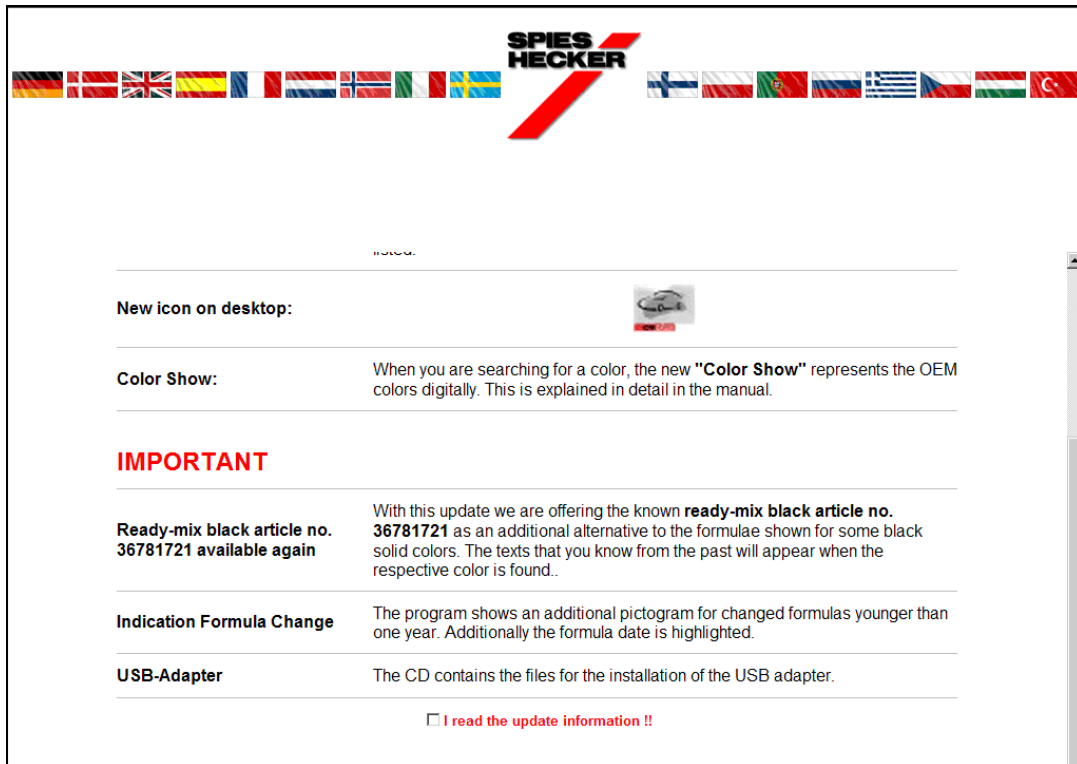 SPIES
HECKER
listed.
New icon on desktop:
Color Show:
When you are searching for a color, the new "Color Show" represents the OEM
colors digitally. This is explained in detail in the manual.
IMPORTANT
Ready-mix black article no.
36781721 available again
With this update we are offering the known ready-mix black article no.
36781721 as an additional alternative to the formulae shown for some black
solid colors. The texts that you know from the past will appear when the
respective color is found..
Indication Formula Change
The program shows an additional pictogram for changed formulas younger than
one year. Additionally the formula date is highlighted.
USB-Adapter
The CD contains the files for the installation of the USB adapter.
I read the update information !!